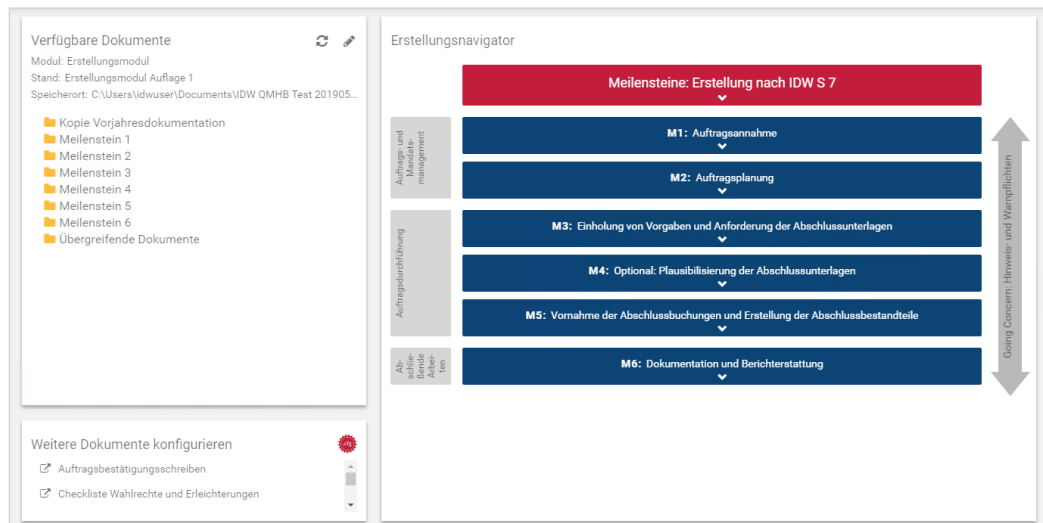 Verfügbare Dokumente
Modul: Erstellungsmodul
Stand: Erstellungsmodul Auflage 1
Speicherort: C:\Users\idwuser\Documents\IDW QMHB Test 201905...
Kopie Vorjahresdokumentation
Meilenstein 1
Meilenstein 2
Meilenstein 3
Meilenstein 4
Meilenstein 5
Meilenstein 6
Übergreifende Dokumente
Weitere Dokumente konfigurieren
Auftragsbestätigungsschreiben
Checkliste Wahlrechte und Erleichterungen
Erstellungsnavigator
Meilensteine: Erstellung nach IDW S 7
Auftrags- und
Mandats-
management
M1: Auftragsannahme
M2: Auftragsplanung
Auftragsdurchführung
M3: Einholung von Vorgaben und Anforderung der Abschlussunterlagen
M4: Optional: Plausibilisierung der Abschlussunterlagen
M5: Vornahme der Abschlussbuchungen und Erstellung der Abschlussbestandteile
Ab-
schlie-
ßende
Arbei-
ten
M6: Dokumentation und Berichterstattung
Going Concern: Hinweis- und Warnpflichten